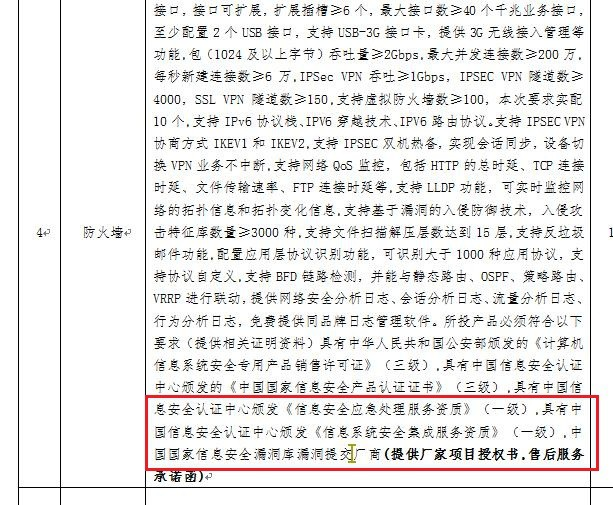 接口，接口可扩展，扩展插槽≥6个，最大接口数≥40个千兆业务接口，
至少配置2个USB接口，支持USB-3G接口卡，提供3G无线接入管理等
功能,包（1024及以上字节）吞吐量≥2Gbps,最大并发连接数≥200万，
每秒新建连接数≥6万,IPSec VPN吞吐≥1Gbps，IPSEC VPN隧道数≥
4000，SSL VPN隧道数≥150,支持虚拟防火墙数≥100，本次要求实配
10个,支持IPv6协议栈、IPV6穿越技术、IPV6路由协议。支持IPSEC VPN
协商方式IKEV1和IKEV2,支持IPSEC双机热备，实现会话同步，设备切
换VPN业务不中断,支持网络QoS监控，包括HTTP的总时延、TCP连接
时延、文件传输速率、FTP连接时延等,支持LLDP功能，可实时监控网
络的拓扑信息和拓扑变化信息,支持基于漏洞的入侵防御技术，入侵攻
4 防火墙 击特征库数量≥3000种,支持文件扫描解压层数达到15层,支持反垃圾
邮件功能,配置应用层协议识别功能，可识别大于1000种应用协议，支
持协议自定义,支持BFD链路检测，并能与静态路由、OSPF、策略路由、
VRRP进行联动，提供网络安全分析日志、会话分析日志、流量分析日志、
行为分析日志，免费提供同品牌日志管理软件。所投产品必须符合以下
要求（提供相关证明资料）具有中华人民共和国公安部颁发的《计算机
信息系统安全专用产品销售许可证》（三级）,具有中国信息安全认证
中心颁发的《中国国家信息安全产品认证证书》（三级）,具有中国信
息安全认证中心颁发《信息安全应急处理服务资质》（一级）,具有中
国信息安全认证中心颁发《信息系统安全集成服务资质》（一级）,中
国国家信息安全漏洞库漏洞提交厂商(提供厂家项目授权书,售后服务
承诺函)
1